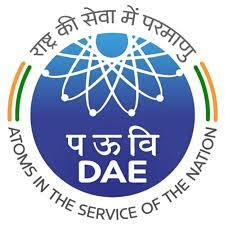 राष्ट्र की सेवा में परमाणु
प ऊ वि
DAE
ATOMS IN THE SERVICE OF THE NATION